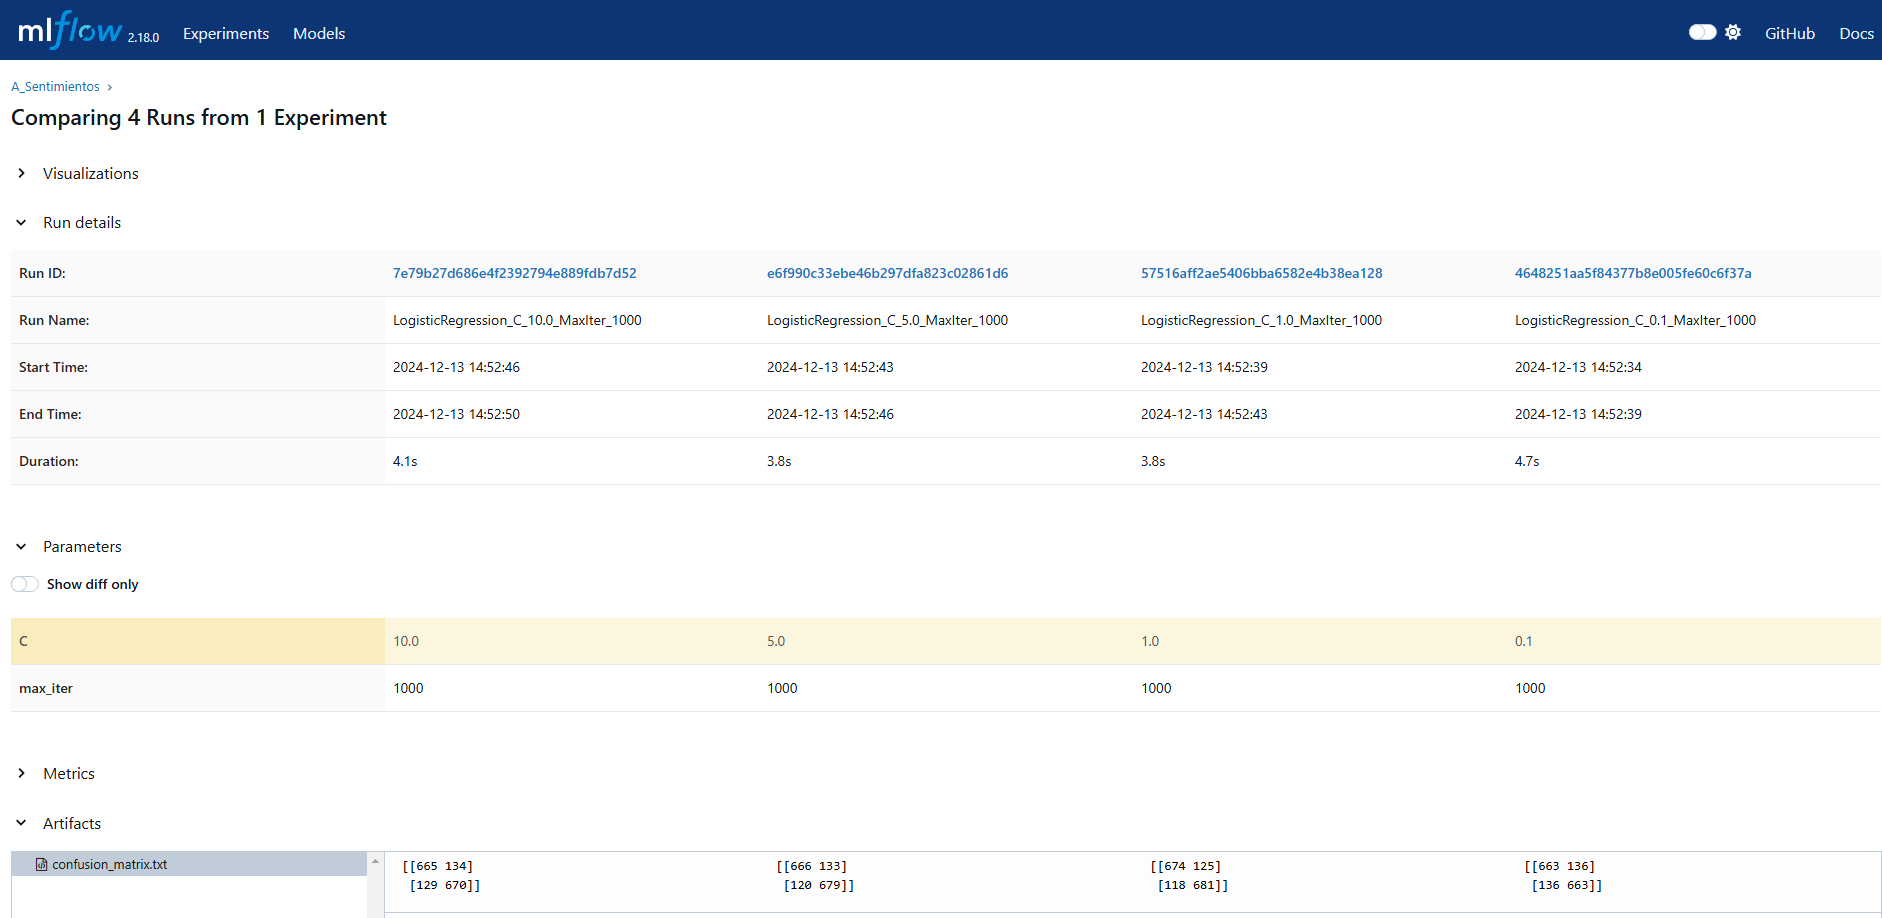 mlflow 2.18.0 Experiments Models GitHub Docs
A_Sentimientos
Comparing 4 Runs from 1 Experiment
Visualizations
Run details
Run ID: 7e79b27d686e4f2392794e889fdb7d52 e6f990c33ebe46b297dfa823c02861d6 57516aff2ae5406bba6582e4b38ea128 4648251aa5f84377b8e005fe60c6f37a
Run Name: LogisticRegression_C_10.0_MaxIter_1000 LogisticRegression_C_5.0_MaxIter_1000 LogisticRegression_C_1.0_MaxIter_1000 LogisticRegression_C_0.1_MaxIter_1000
Start Time: 2024-12-13 14:52:46 2024-12-13 14:52:43 2024-12-13 14:52:39 2024-12-13 14:52:34
End Time: 2024-12-13 14:52:50 2024-12-13 14:52:46 2024-12-13 14:52:43 2024-12-13 14:52:39
Duration: 4.1s 3.8s 3.8s 4.7s
Parameters
Show diff only
C 10.0 5.0 1.0 0.1
max_iter 1000 1000 1000 1000
Metrics
Artifacts
confusion_matrix.txt [[665 134] [[666 133] [[674 125] [[663 136]
[129 670]] [120 679]] [118 681]] [136 663]]